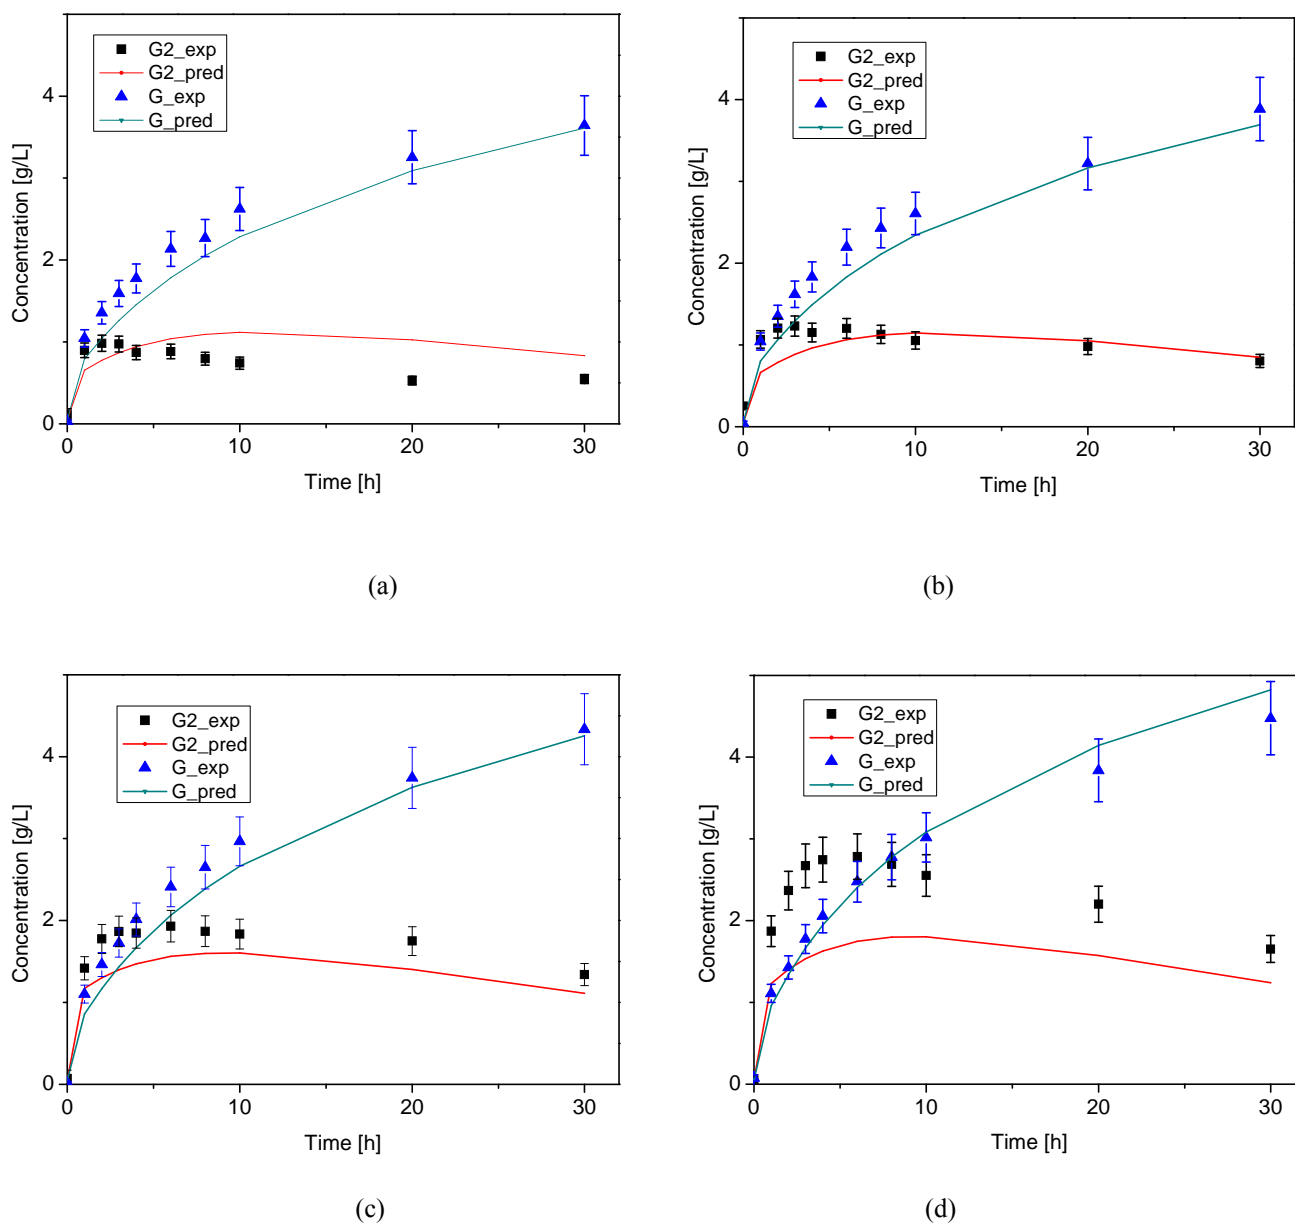 G2_exp
G2_pred
G_exp
G_pred
Concentration [g/L]
4
2
0
0
10
20
30
Time [h]
(a)
G2_exp
G2_pred
G_exp
G_pred
Concentration [g/L]
4
2
0
0
10
20
30
Time [h]
(b)
G2_exp
G2_pred
G_exp
G_pred
Concentration [g/L]
4
2
0
0
10
20
30
Time [h]
(c)
G2_exp
G2_pred
G_exp
G_pred
Concentration [g/L]
4
2
0
0
10
20
30
Time [h]
(d)